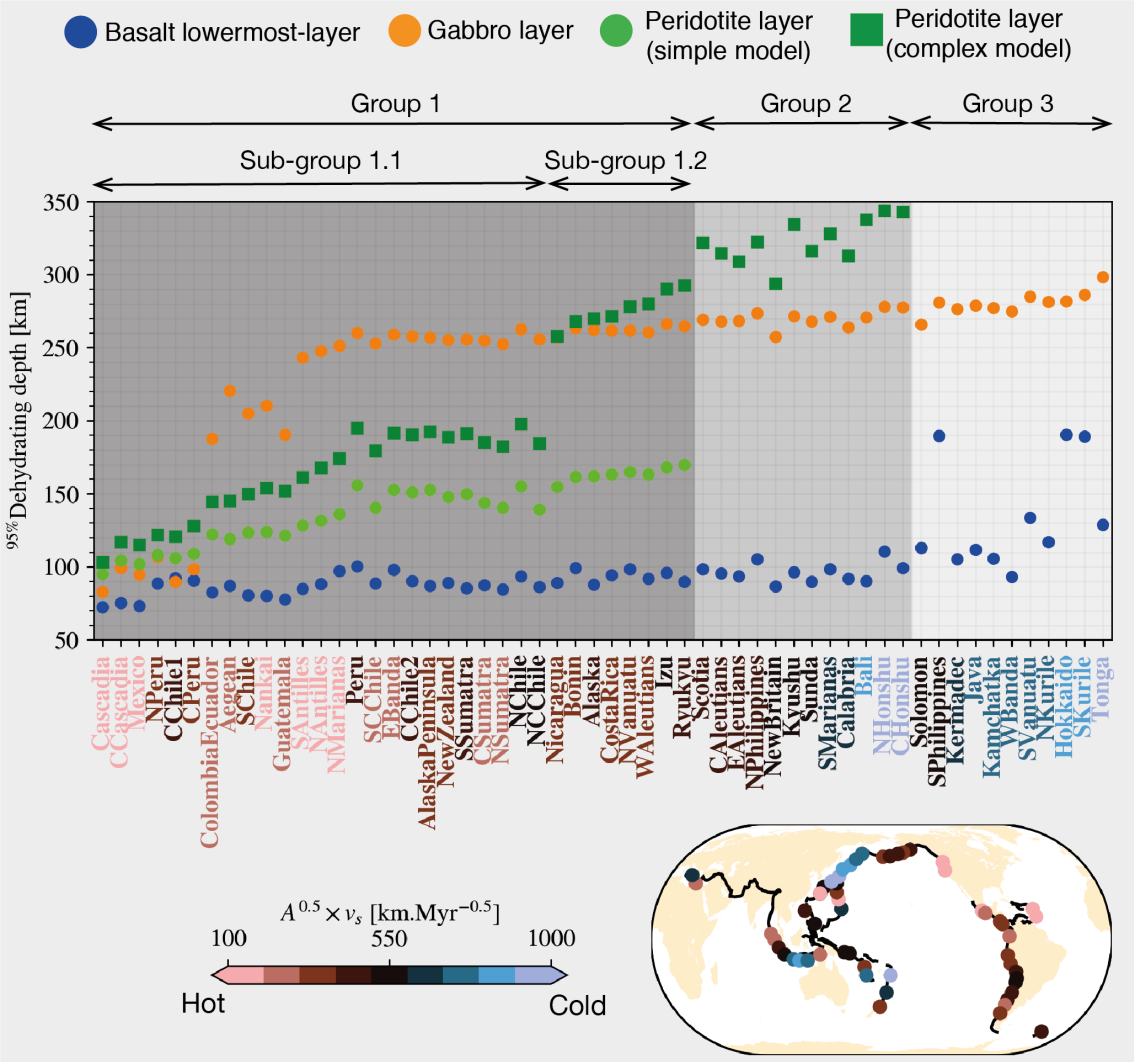 Basalt lowermost-layer
Gabbro layer
Peridotite layer
(simple model)
Peridotite layer
(complex model)
Group 1
Group 2
Group 3
Sub-group 1.1
Sub-group 1.2
95% Dehydrating depth [km]
350
300
250
200
150
100
50
Cascadia
CCascadia
Mexico
NPeru
CChile1
CPeru
ColombiaEcuador
Aegean
SChile
Nankai
Guatemala
SAntilles
NAntilles
NMarianas
Peru
SCChile
EBanda
CChile2
AlaskaPeninsula
NewZealand
SSumatra
CSumatra
NSumatra
NChile
NCChile
Nicaragua
Bonin
Alaska
CostaRica
NVanuatu
WAleutians
Izu
Ryukyu
Scotia
CAleutians
EAleutians
NPhilippines
NewBritain
Kyushu
Sunda
SMarianas
Calabria
Bali
NHonshu
CHonshu
Solomon
SPhilippines
Kermadec
Java
Kamchatka
WBanda
SVanuatu
NKurile
Hokkaido
SKurile
Tonga
A^0.5 × v_s [km.Myr^−0.5]
100 550 1000
Hot Cold